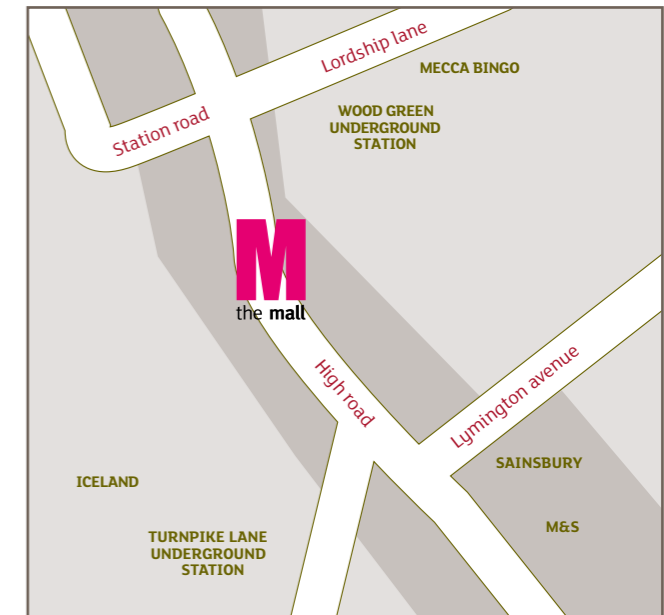 Lordship lane
MECCA BINGO
Station road
WOOD GREEN
UNDERGROUND
STATION
M
the mall
High road
Lymington avenue
SAINSBURY
ICELAND
M&S
TURNPIKE LANE
UNDERGROUND
STATION